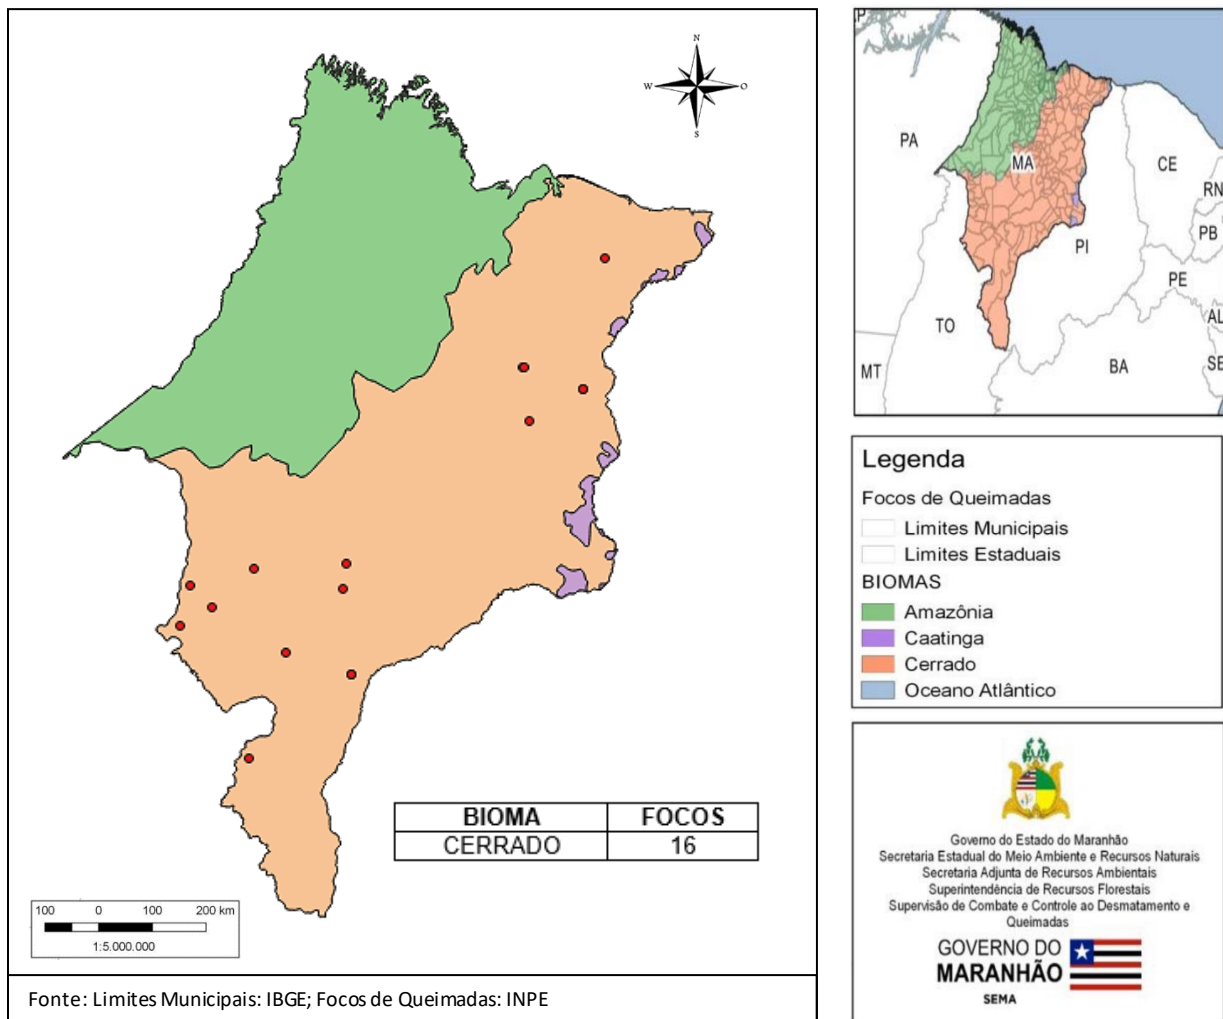 N
W
O
S
BIOMA FOCOS
CERRADO 16
100 0 100 200 km
1:5.000.000
Fonte: Limites Municipais: IBGE; Focos de Queimadas: INPE
PA
MA
CE
RN
PB
PI
PE
TO
AL
MT
BA
SE
Legenda
Focos de Queimadas
Limites Municipais
Limites Estaduais
BIOMAS
Amazônia
Caatinga
Cerrado
Oceano Atlântico
Governo do Estado do Maranhão
Secretaria Estadual do Meio Ambiente e Recursos Naturais
Secretaria Adjunta de Recursos Ambientais
Superintendência de Recursos Florestais
Supervisão de Combate e Controle ao Desmatamento e
Queimadas
GOVERNO DO
MARANHÃO
SEMA